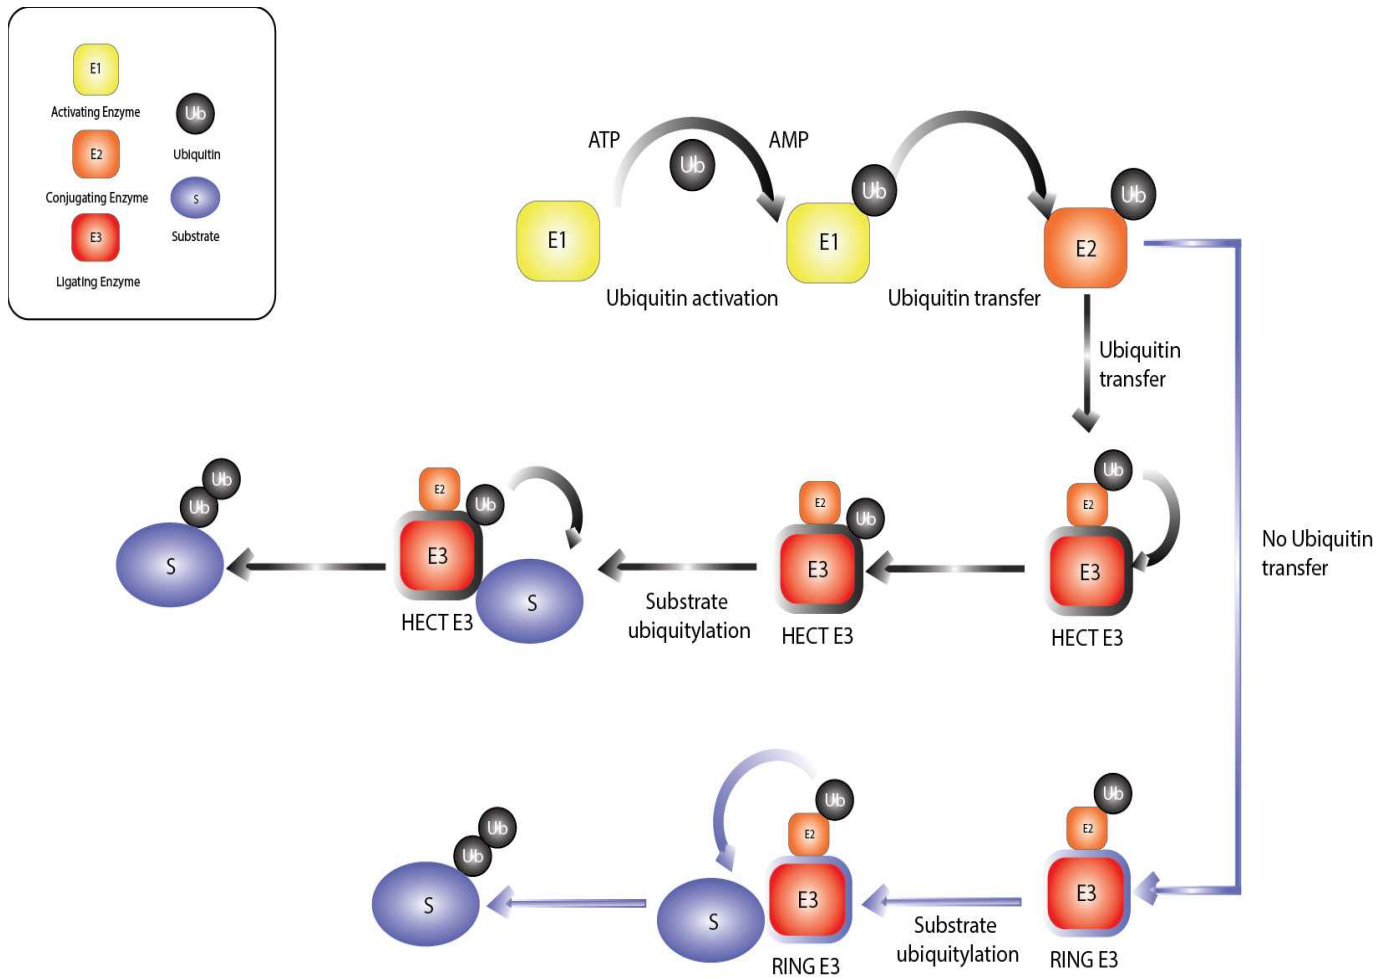 E1
Activating Enzyme
Ub
Ubiquitin
E2
Conjugating Enzyme
S
Substrate
E3
Ligating Enzyme
ATP
AMP
Ub
Ub
Ub
E1
E1
E2
Ubiquitin activation
Ubiquitin transfer
Ubiquitin
transfer
No Ubiquitin
transfer
Ub
Ub
S
E2
Ub
E3
HECT E3
S
Substrate
ubiquitylation
E2
Ub
E3
HECT E3
Ub
E2
E3
HECT E3
Ub
Ub
S
Ub
E2
E3
S
RING E3
Substrate
ubiquitylation
Ub
E2
E3
RING E3